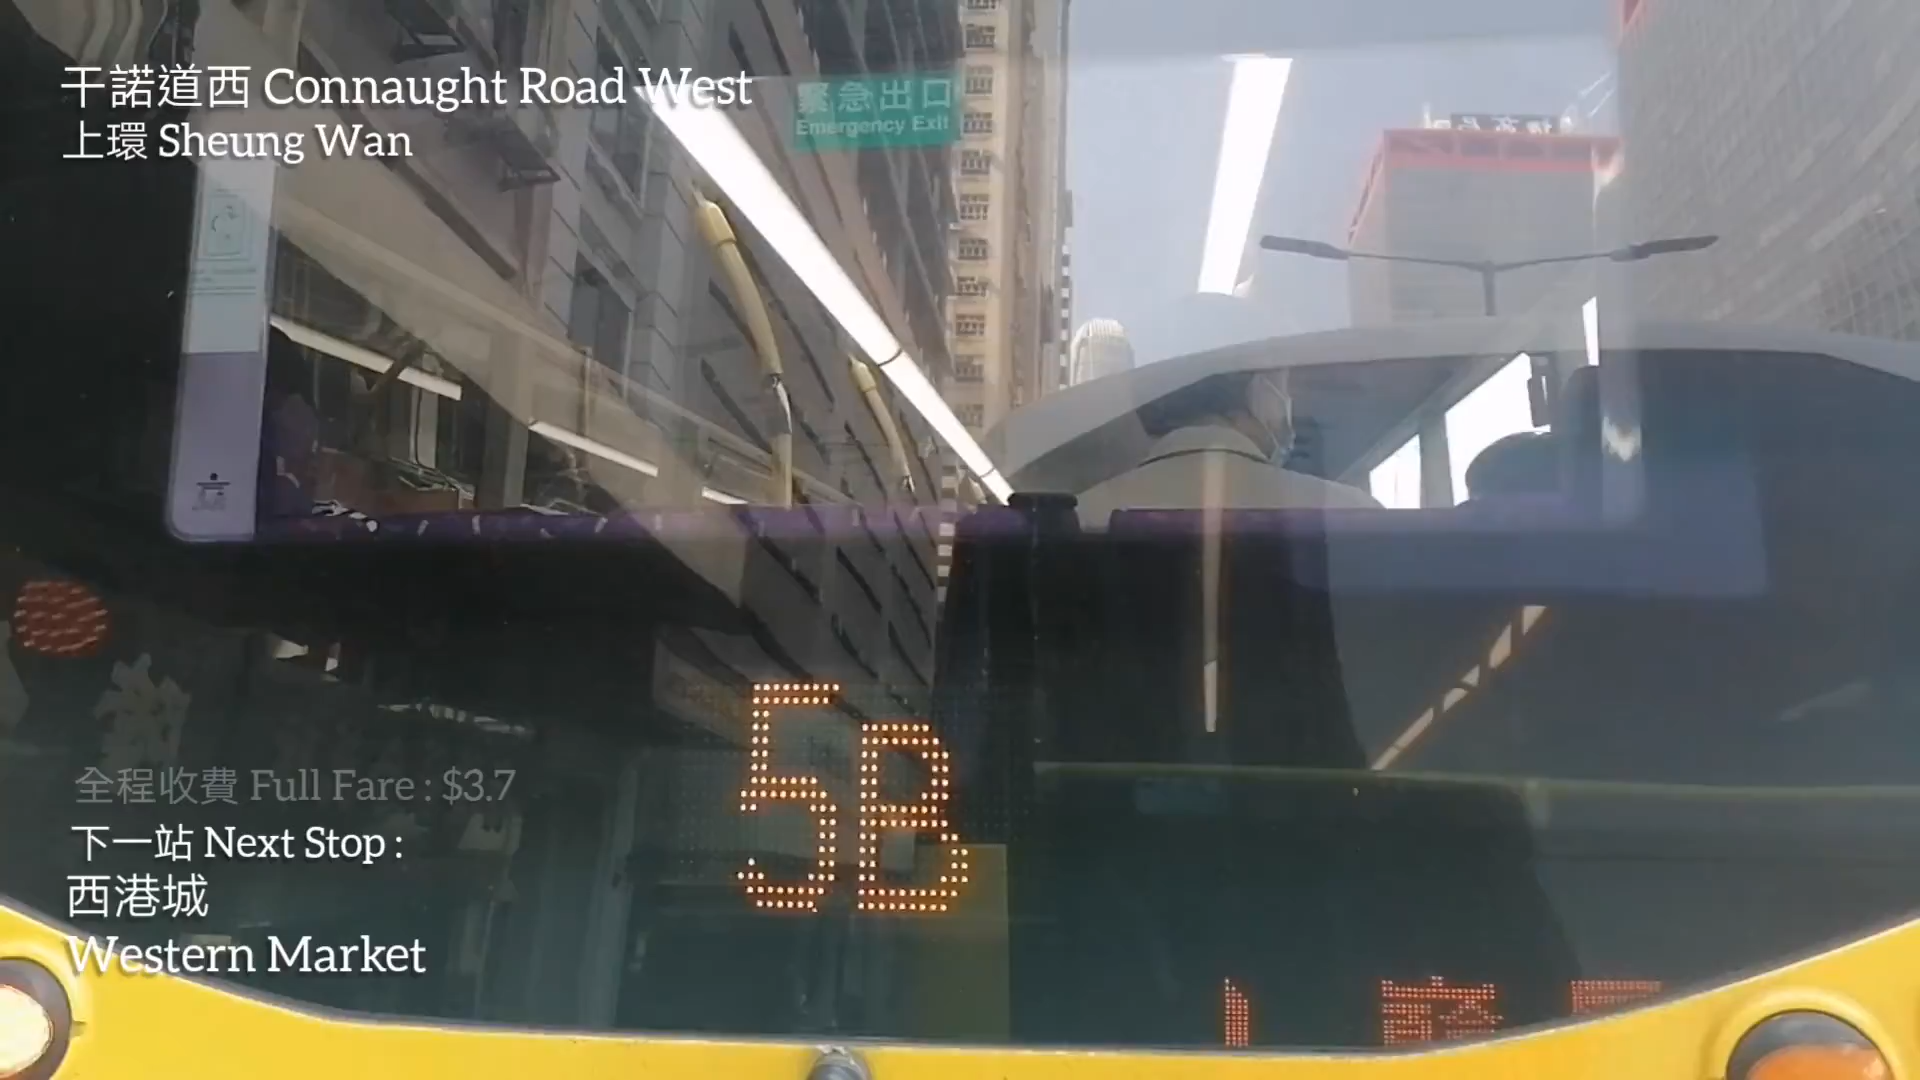 干諾道西 Connaught Road West
上環 Sheung Wan
緊急出口
Emergency Exit
全程收費 Full Fare : $3.7
下一站 Next Stop :
西港城
Western Market
5B